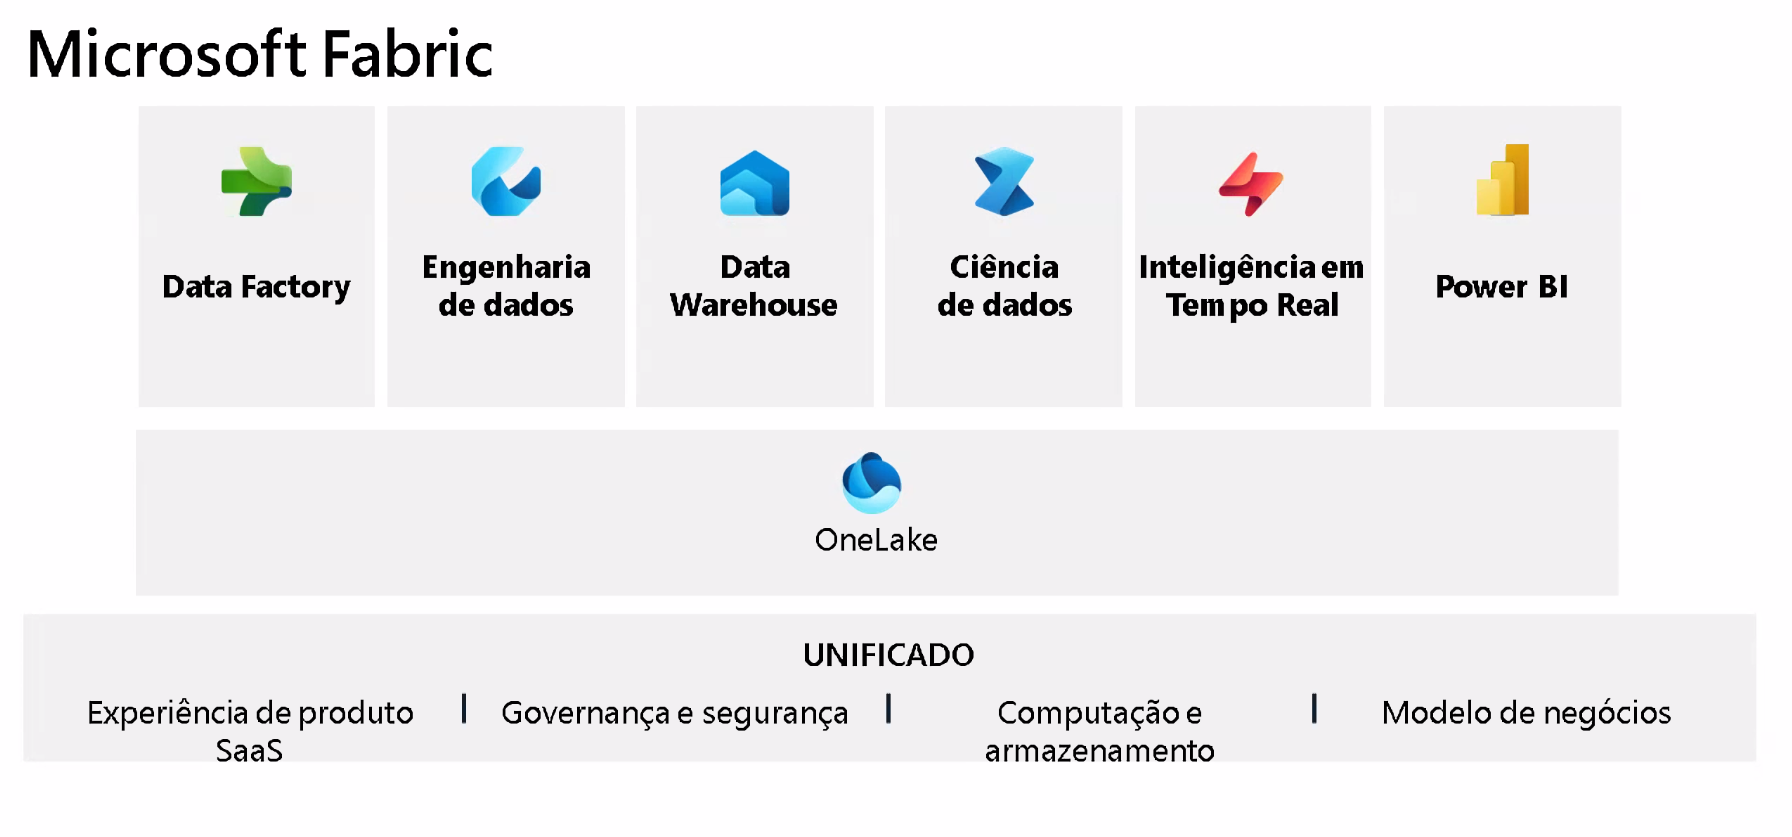 Microsoft Fabric
Data Factory
Engenharia
de dados
Data
Warehouse
Ciência
de dados
Inteligência em
Tempo Real
Power BI
OneLake
UNIFICADO
Experiência de produto
SaaS
Governança e segurança
Computação e
armazenamento
Modelo de negócios